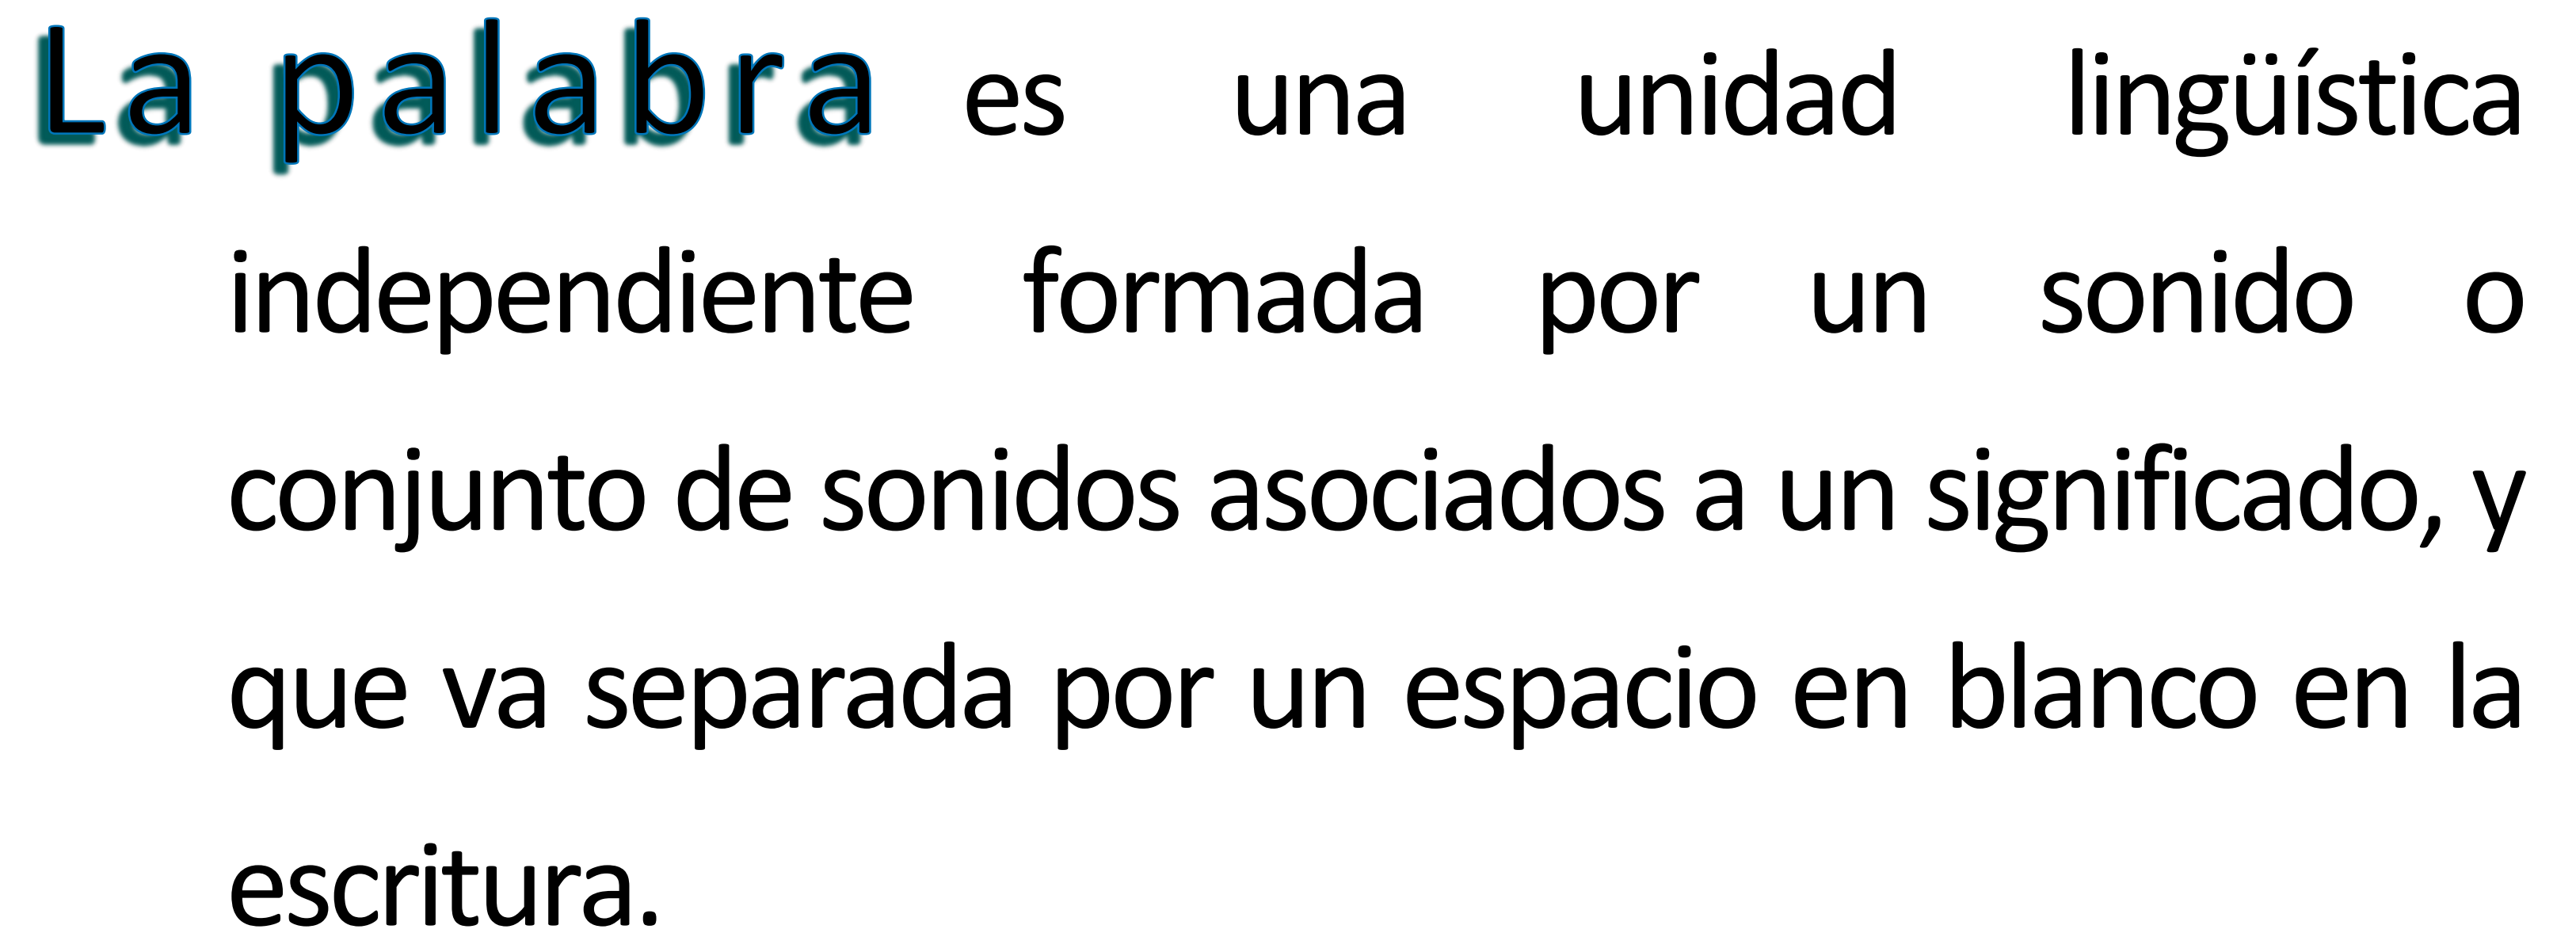 La palabra es una unidad lingüística
independiente formada por un sonido o
conjunto de sonidos asociados a un significado, y
que va separada por un espacio en blanco en la
escritura.